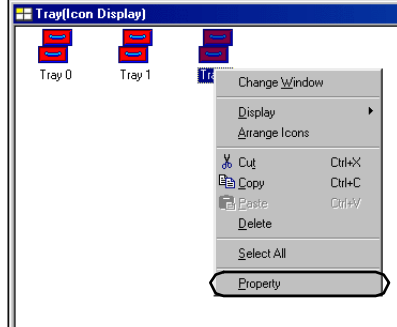 Tray(Icon Display)
Tray 0 Tray 1 Tra
Change Window
Display
Arrange Icons
Cut Ctrl+X
Copy Ctrl+C
Paste Ctrl+V
Delete
Select All
Property